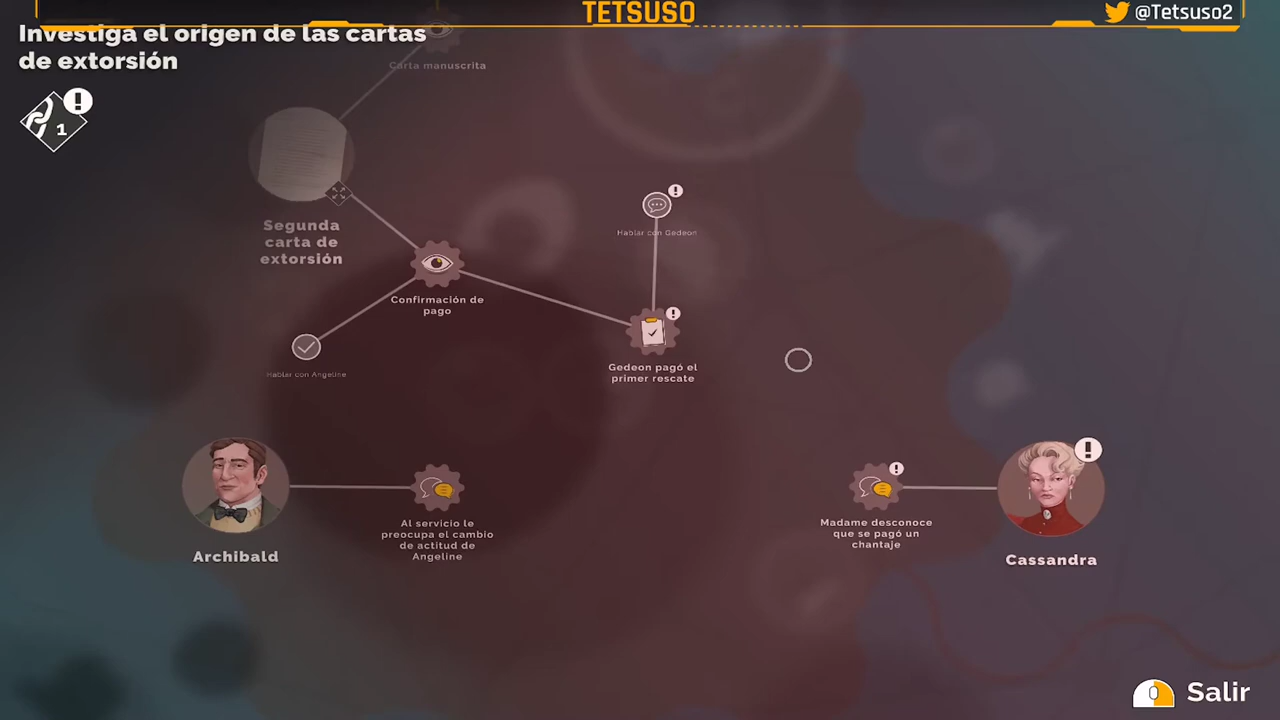 TETSUSO
@Tetsuso2
Investiga el origen de las cartas
de extorsión
1
Carta manuscrita
Segunda
carta de
extorsión
Hablar con Gedeon
Confirmación de
pago
Hablar con Angeline
Gedeon pagó el
primer rescate
Archibald
Al servicio le
preocupa el cambio
de actitud de
Angeline
Madame desconoce
que se pagó un
chantaje
Cassandra
Salir